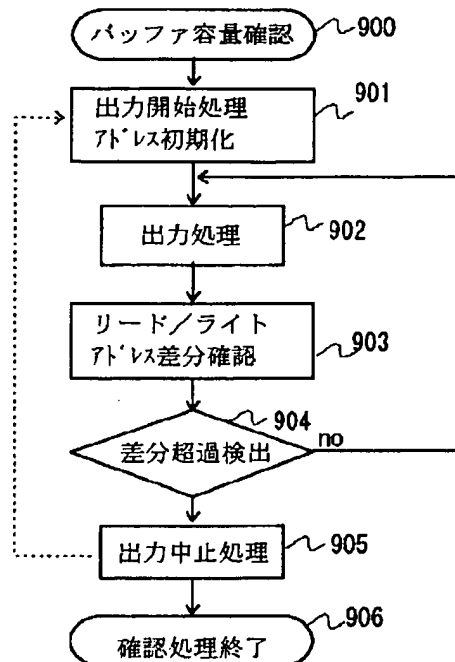 バッファ容量確認
900
出力開始処理
ｱﾄﾞﾚｽ初期化
901
出力処理
902
リード／ライト
ｱﾄﾞﾚｽ差分確認
903
904
差分超過検出
no
出力中止処理
905
確認処理終了
906